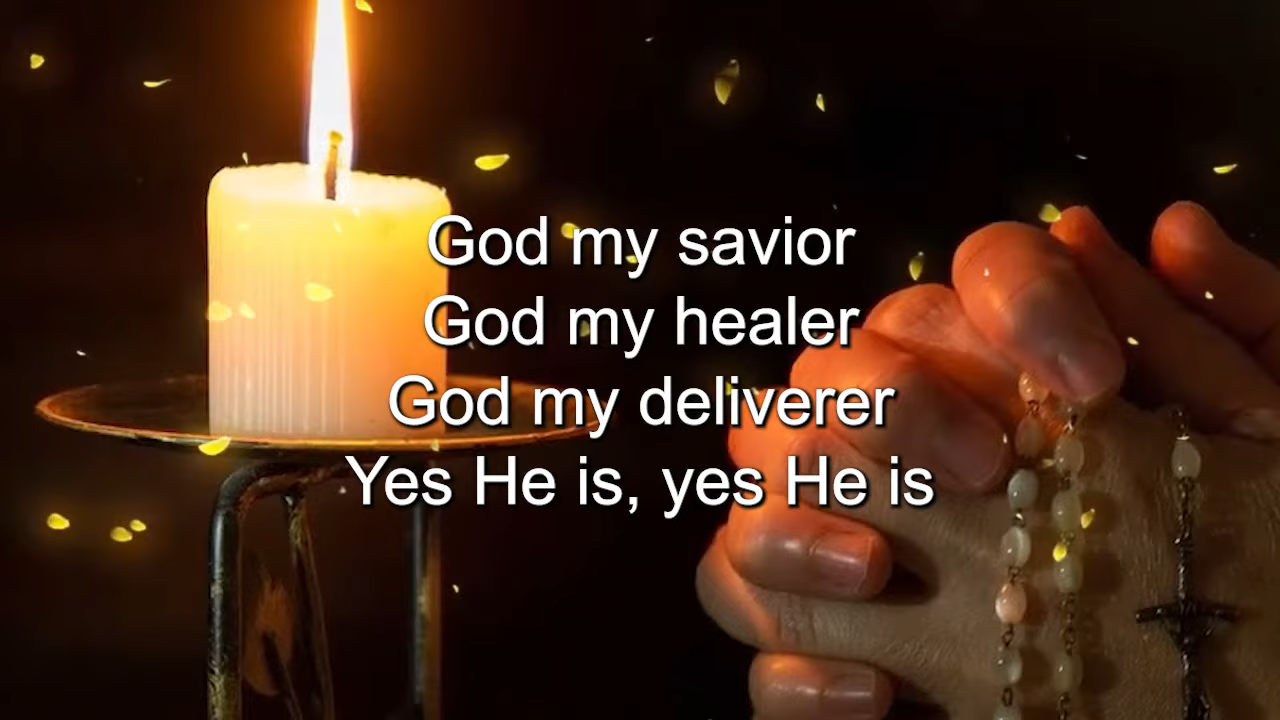 God my savior
God my healer
God my deliverer
Yes He is, yes He is